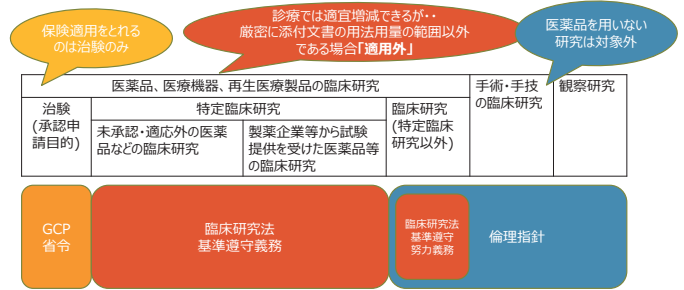 保険適用をとれる
のは治験のみ
診療では適宜増減できるが・・
厳密に添付文書の用法用量の範囲以外
である場合「適用外」
医薬品を用いない
研究は対象外
医薬品、医療機器、再生医療製品の臨床研究
手術・手技
の臨床研究
観察研究
治験
(承認申
請目的)
特定臨床研究
臨床研究
(特定臨床
研究以外)
未承認・適応外の医薬
品などの臨床研究
製薬企業等から試験
提供を受けた医薬品等
の臨床研究
GCP
省令
臨床研究法
基準遵守義務
臨床研究法
基準遵守
努力義務
倫理指針